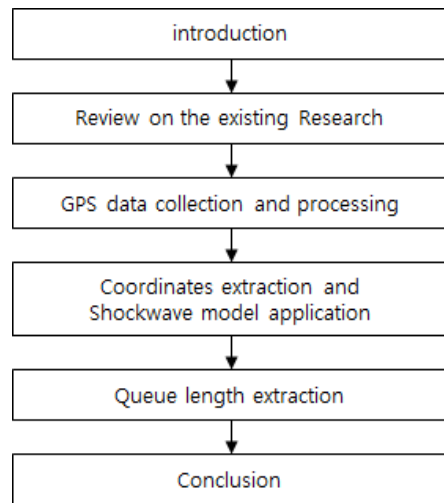 introduction
Review on the existing Research
GPS data collection and processing
Coordinates extraction and
Shockwave model application
Queue length extraction
Conclusion